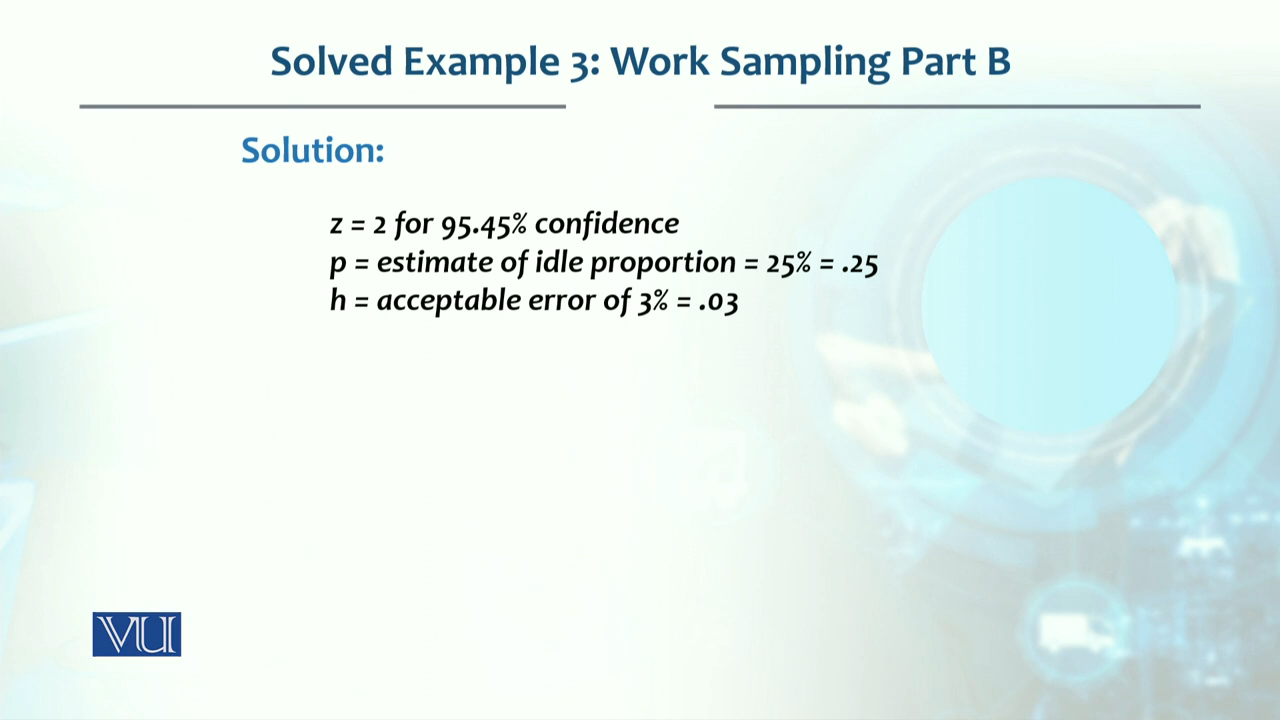 Solved Example 3: Work Sampling Part B
Solution:
z = 2 for 95.45% confidence
p = estimate of idle proportion = 25% = .25
h = acceptable error of 3% = .03
VU